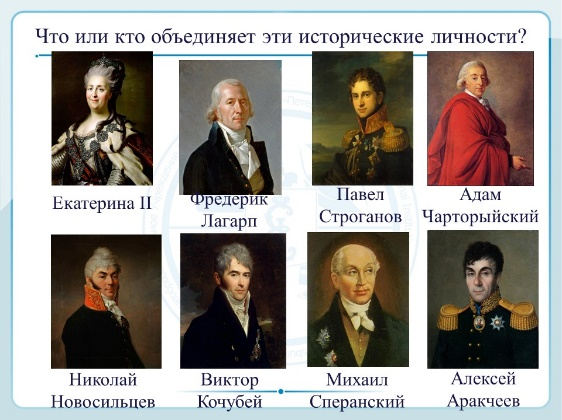 Что или кто объединяет эти исторические личности?
Екатерина II
Фредерик
Лагарп
Павел
Строганов
Адам
Чарторыйский
Николай
Новосильцев
Виктор
Кочубей
Михаил
Сперанский
Алексей
Аракчеев